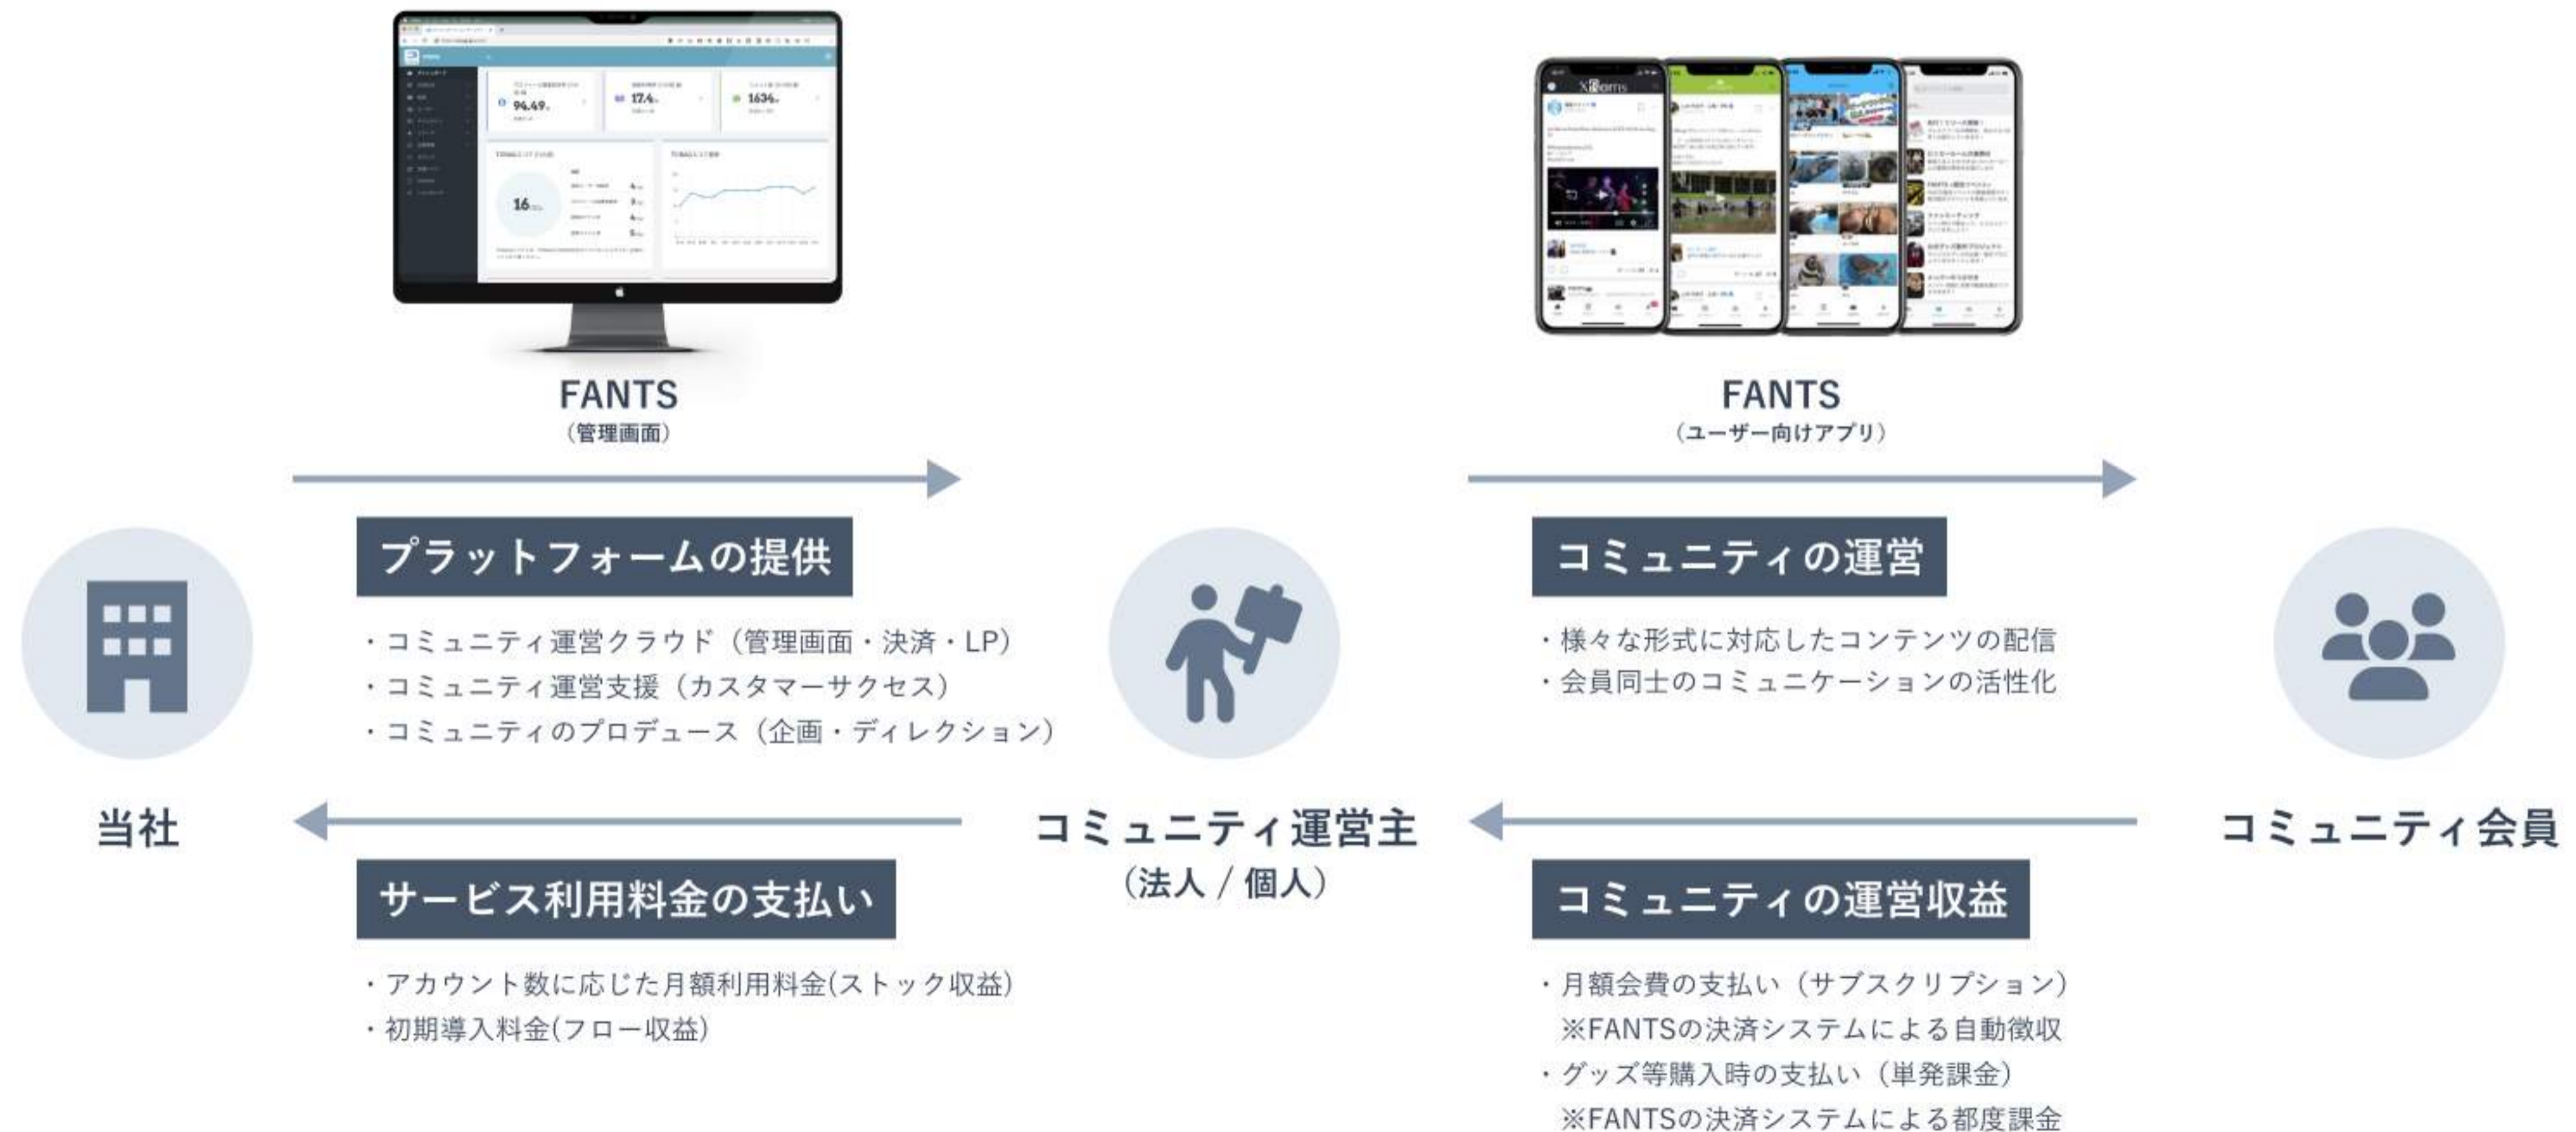 94.49
17.4
1634
16
FANTS
（管理画面）
FANTS
（ユーザー向けアプリ）
プラットフォームの提供
・コミュニティ運営クラウド（管理画面・決済・LP）
・コミュニティ運営支援（カスタマーサクセス）
・コミュニティのプロデュース（企画・ディレクション）
コミュニティの運営
・様々な形式に対応したコンテンツの配信
・会員同士のコミュニケーションの活性化
当社
コミュニティ運営主
（法人 / 個人）
コミュニティ会員
サービス利用料金の支払い
・アカウント数に応じた月額利用料金(ストック収益)
・初期導入料金(フロー収益)
コミュニティの運営収益
・月額会費の支払い（サブスクリプション）
※FANTSの決済システムによる自動徴収
・グッズ等購入時の支払い（単発課金）
※FANTSの決済システムによる都度課金